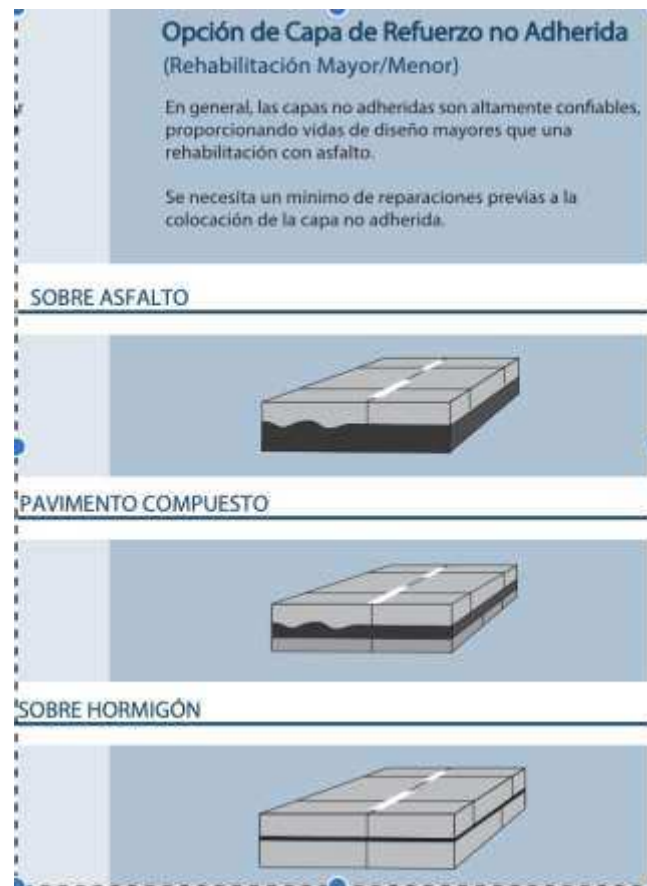 Opción de Capa de Refuerzo no Adherida
(Rehabilitación Mayor/Menor)
En general, las capas no adheridas son altamente confiables,
proporcionando vidas de diseño mayores que una
rehabilitación con asfalto.
Se necesita un mínimo de reparaciones previas a la
colocación de la capa no adherida.
SOBRE ASFALTO
PAVIMENTO COMPUESTO
SOBRE HORMIGÓN